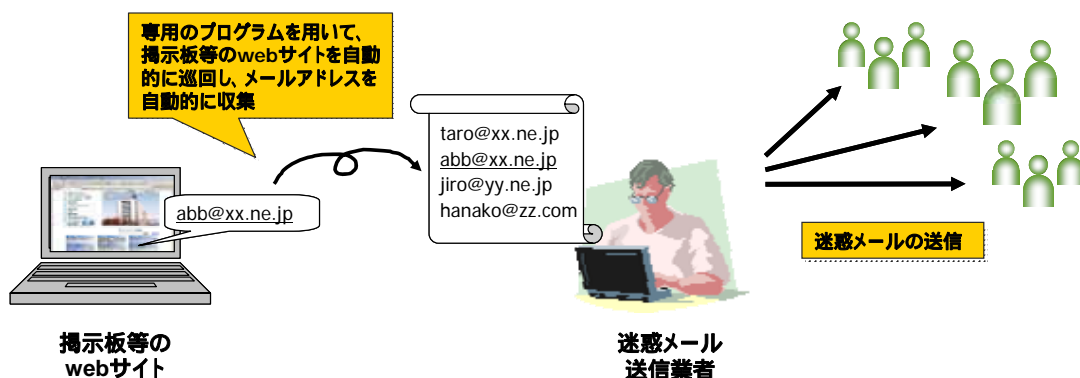 専用のプログラムを用いて、
掲示板等のwebサイトを自動
的に巡回し、メールアドレスを
自動的に収集
taro@xx.ne.jp
abb@xx.ne.jp
jiro@yy.ne.jp
hanako@zz.com
abb@xx.ne.jp
迷惑メールの送信
掲示板等の
webサイト
迷惑メール
送信業者